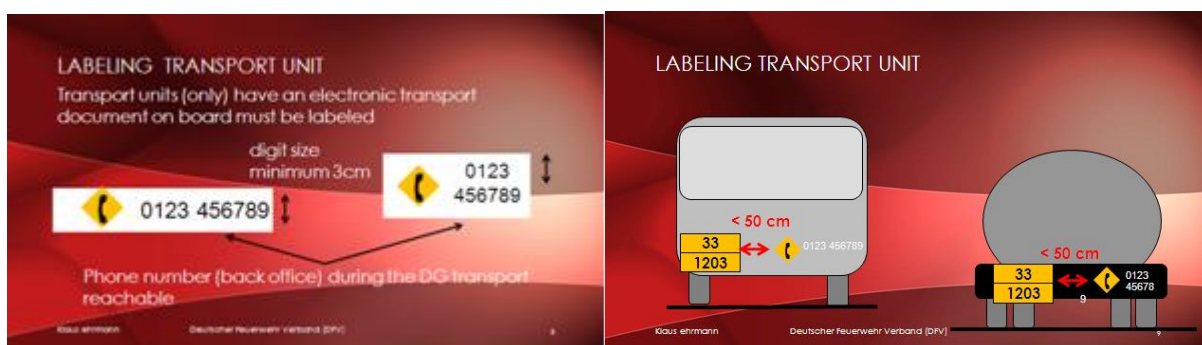 LABELING TRANSPORT UNIT
Transport units (only) have an electronic transport
document on board must be labeled
digit size
minimum 3cm
0123
456789
0123 456789
Phone number (back office) during the DG transport
reachable
Klaus ehrmann
Deutscher Feuerwehr Verband (DFV)
8
LABELING TRANSPORT UNIT
< 50 cm
33
1203
0123 456789
< 50 cm
33
1203
0123
45678
9
Klaus ehrmann
Deutscher Feuerwehr Verband (DFV)
9